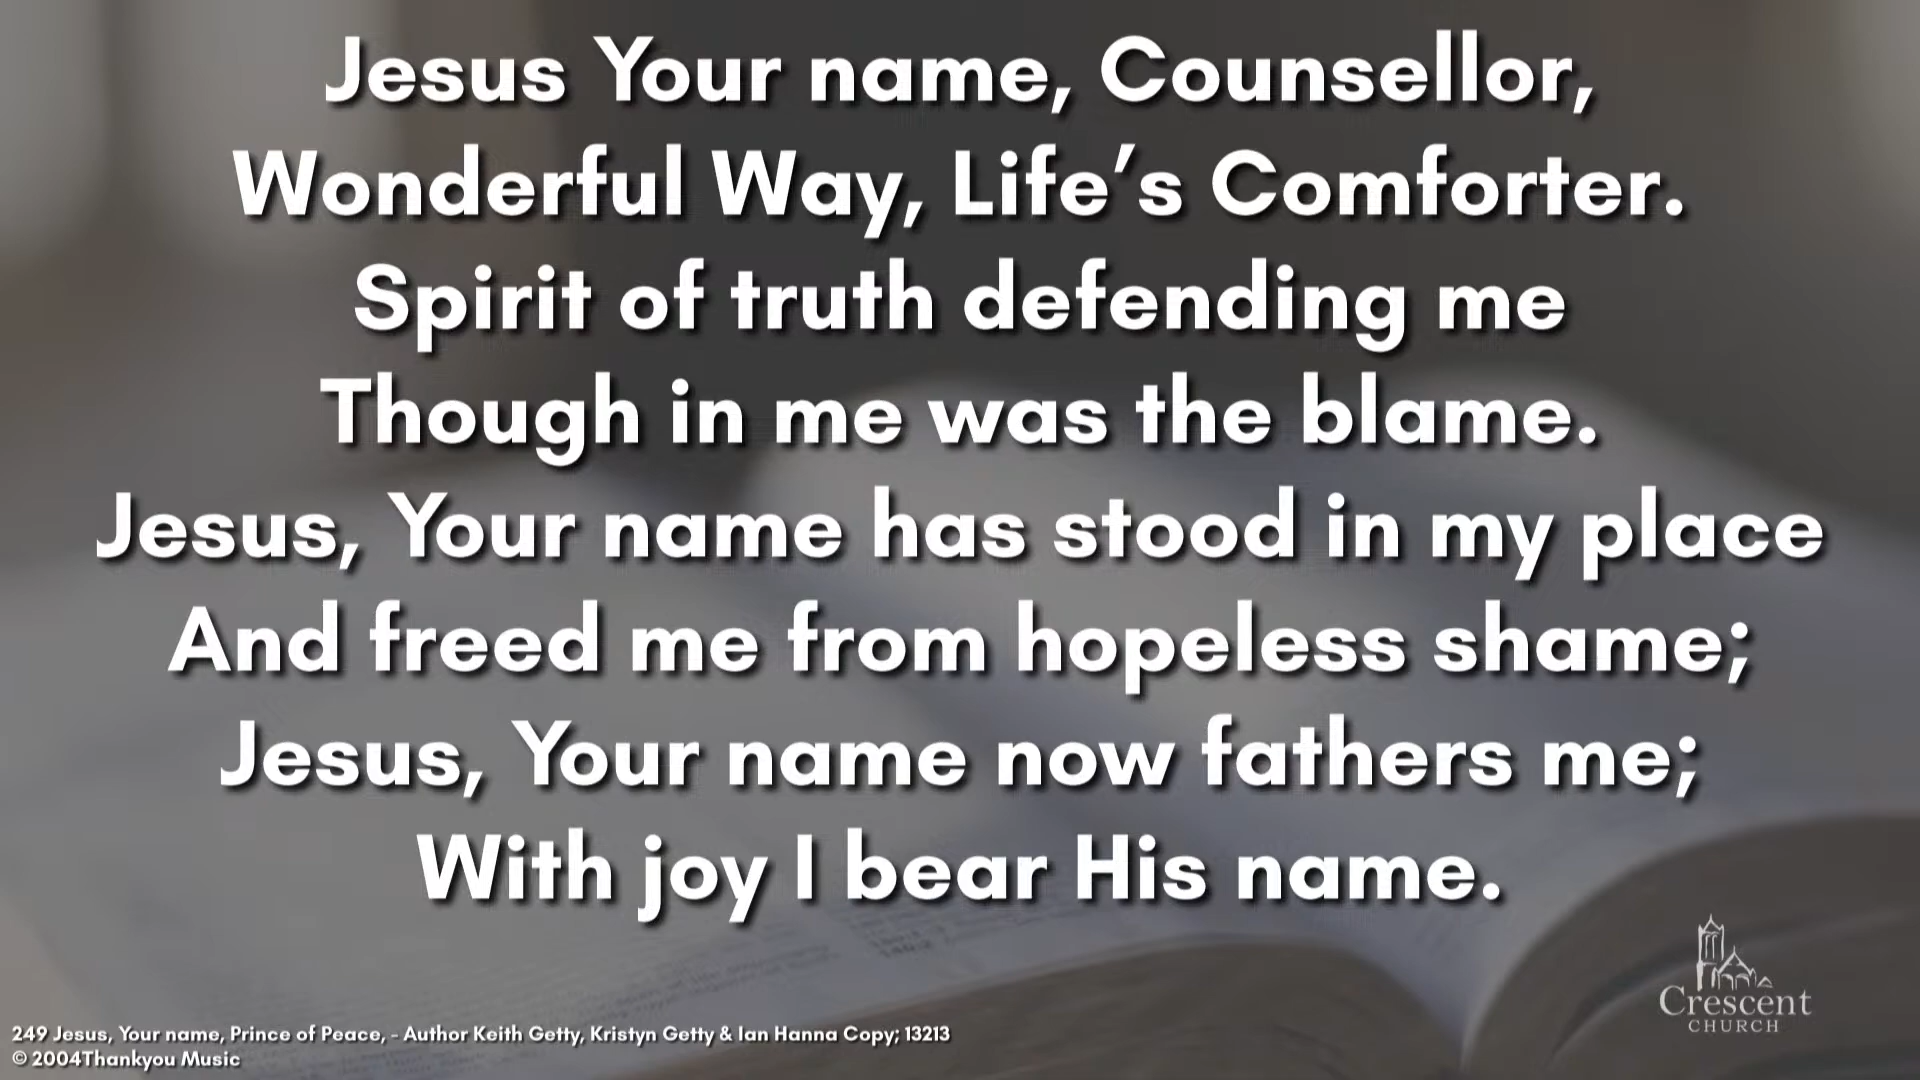 Jesus Your name, Counsellor,
Wonderful Way, Life’s Comforter.
Spirit of truth defending me
Though in me was the blame.
Jesus, Your name has stood in my place
And freed me from hopeless shame;
Jesus, Your name now fathers me;
With joy I bear His name.
Crescent
CHURCH
249 Jesus, Your name, Prince of Peace, - Author Keith Getty, Kristyn Getty & Ian Hanna Copy; 13213
© 2004Thankyou Music